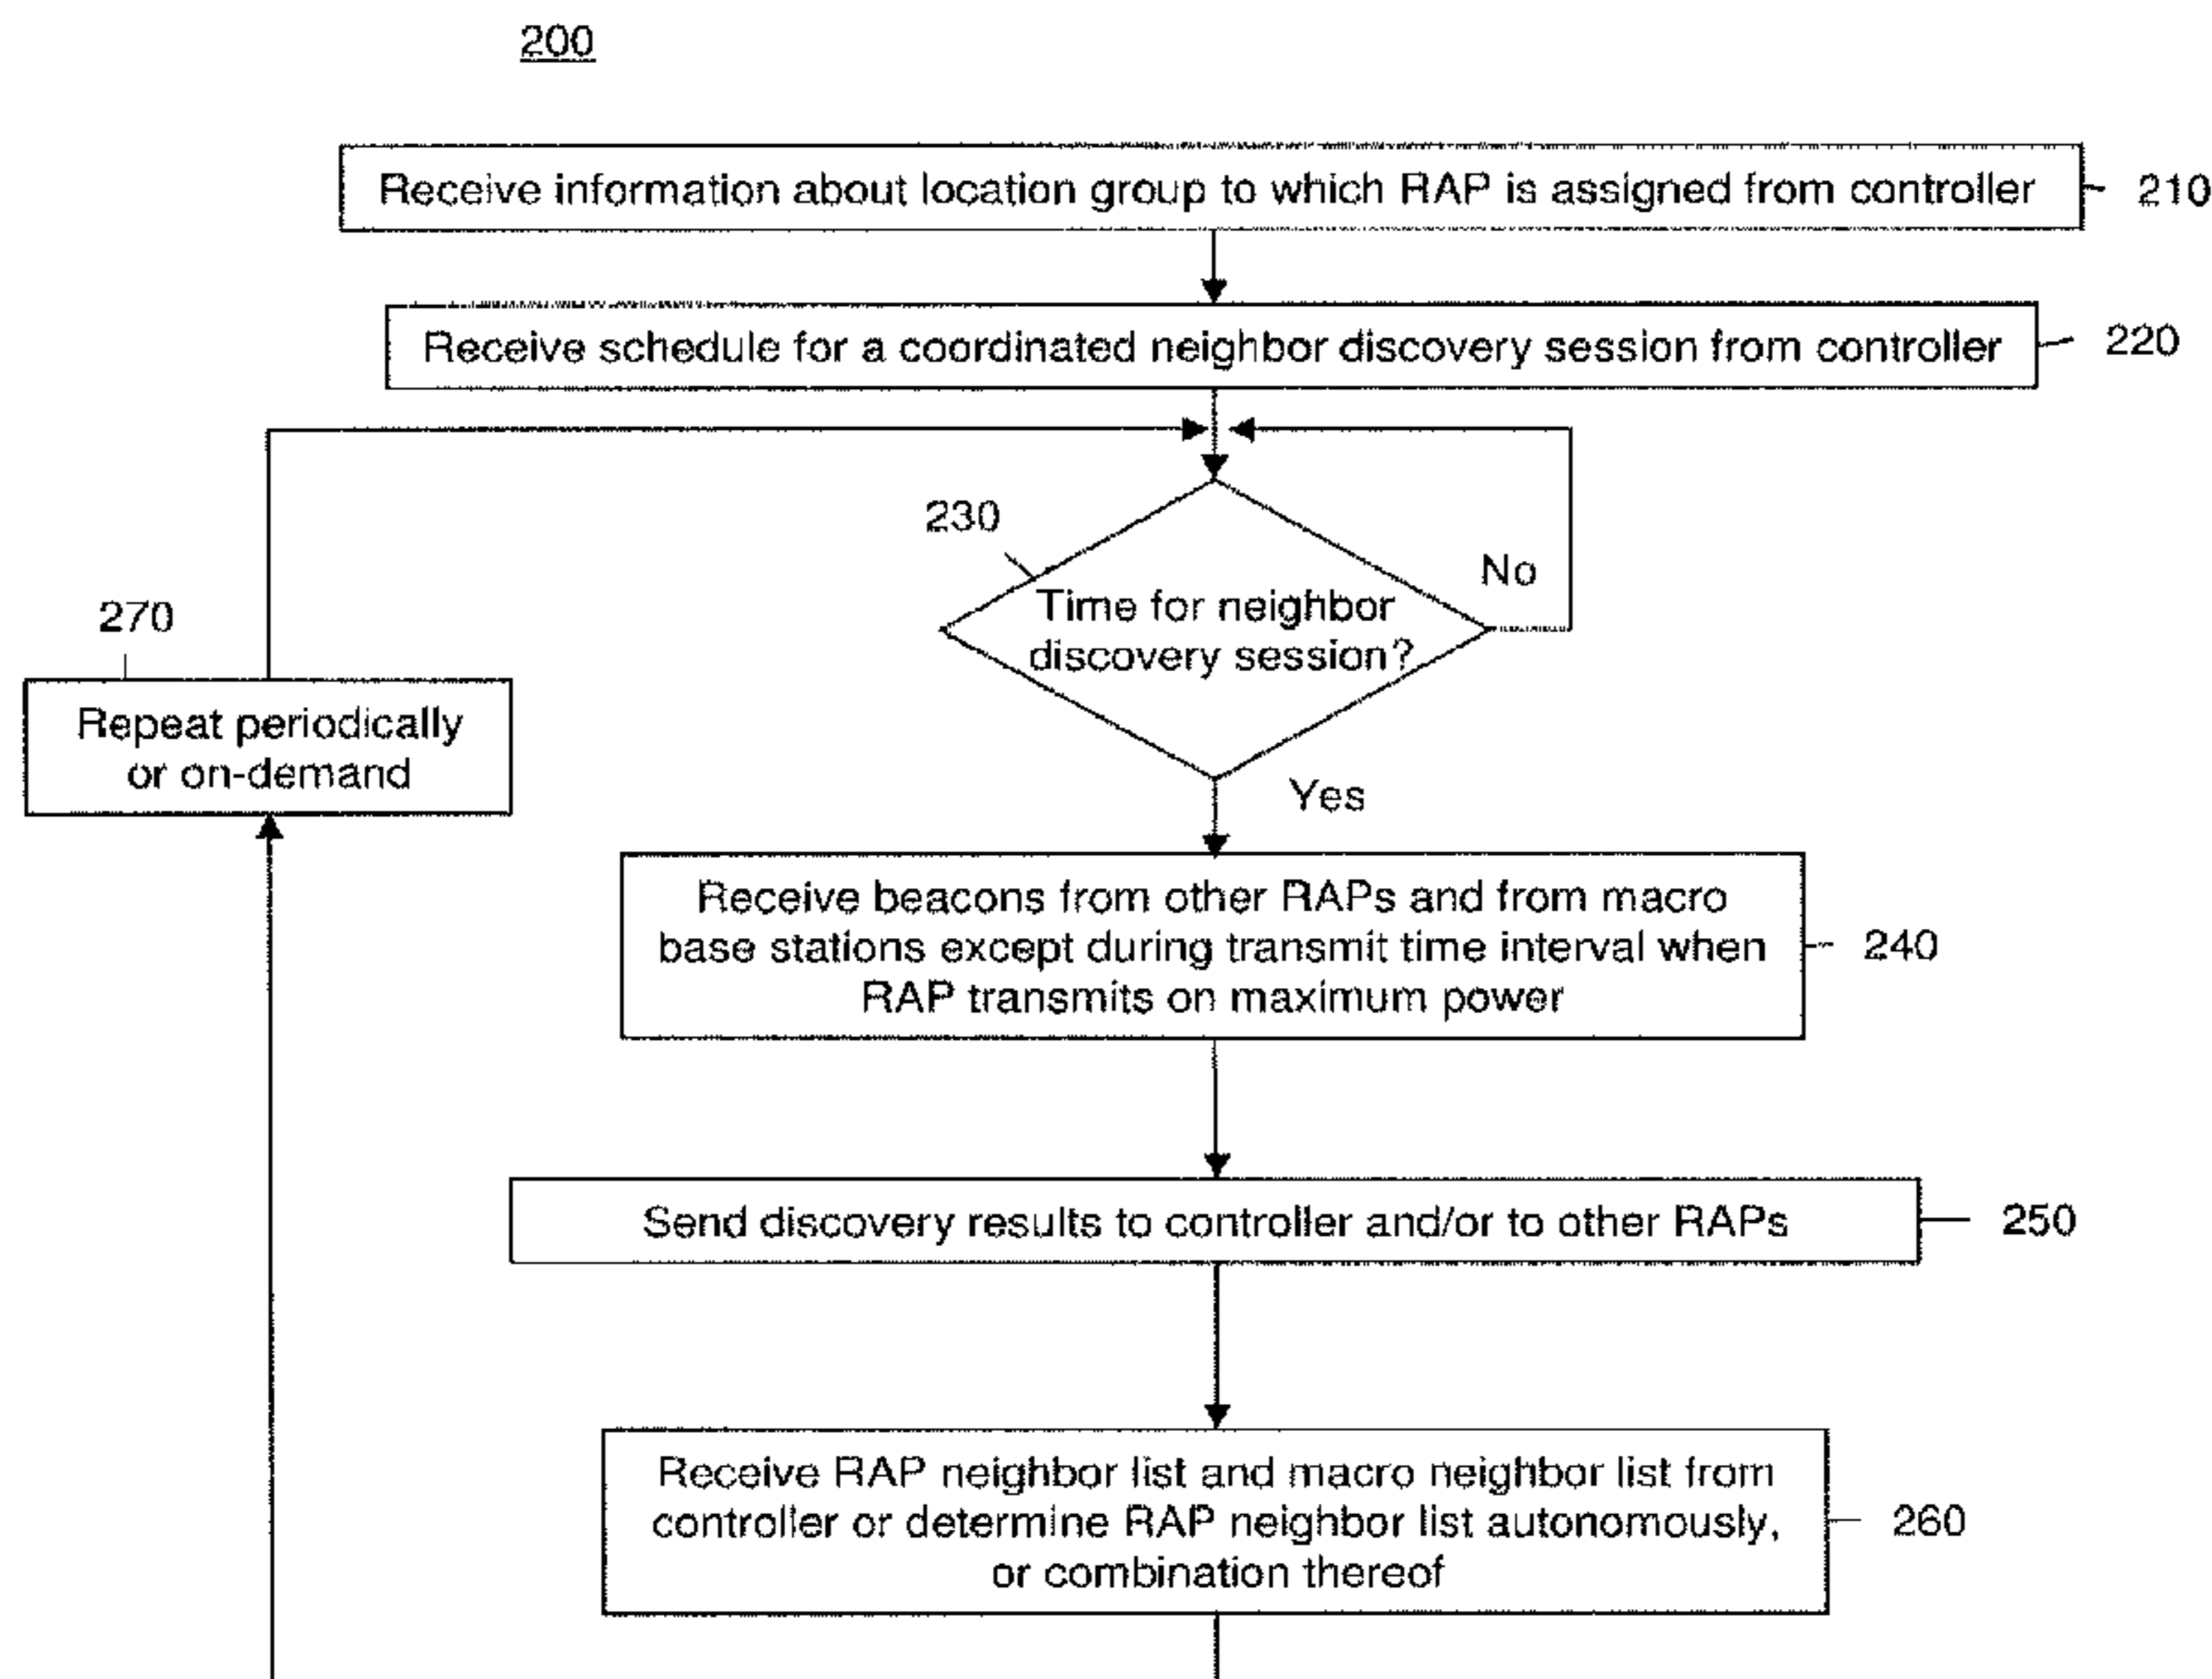 200
Receive information about location group to which RAP is assigned from controller
210
Receive schedule for a coordinated neighbor discovery session from controller
220
230
Time for neighbor
discovery session?
No
Yes
270
Repeat periodically
or on-demand
Receive beacons from other RAPs and from macro
base stations except during transmit time interval when
RAP transmits on maximum power
240
Send discovery results to controller and/or to other RAPs
250
Receive RAP neighbor list and macro neighbor list from
controller or determine RAP neighbor list autonomously,
or combination thereof
260